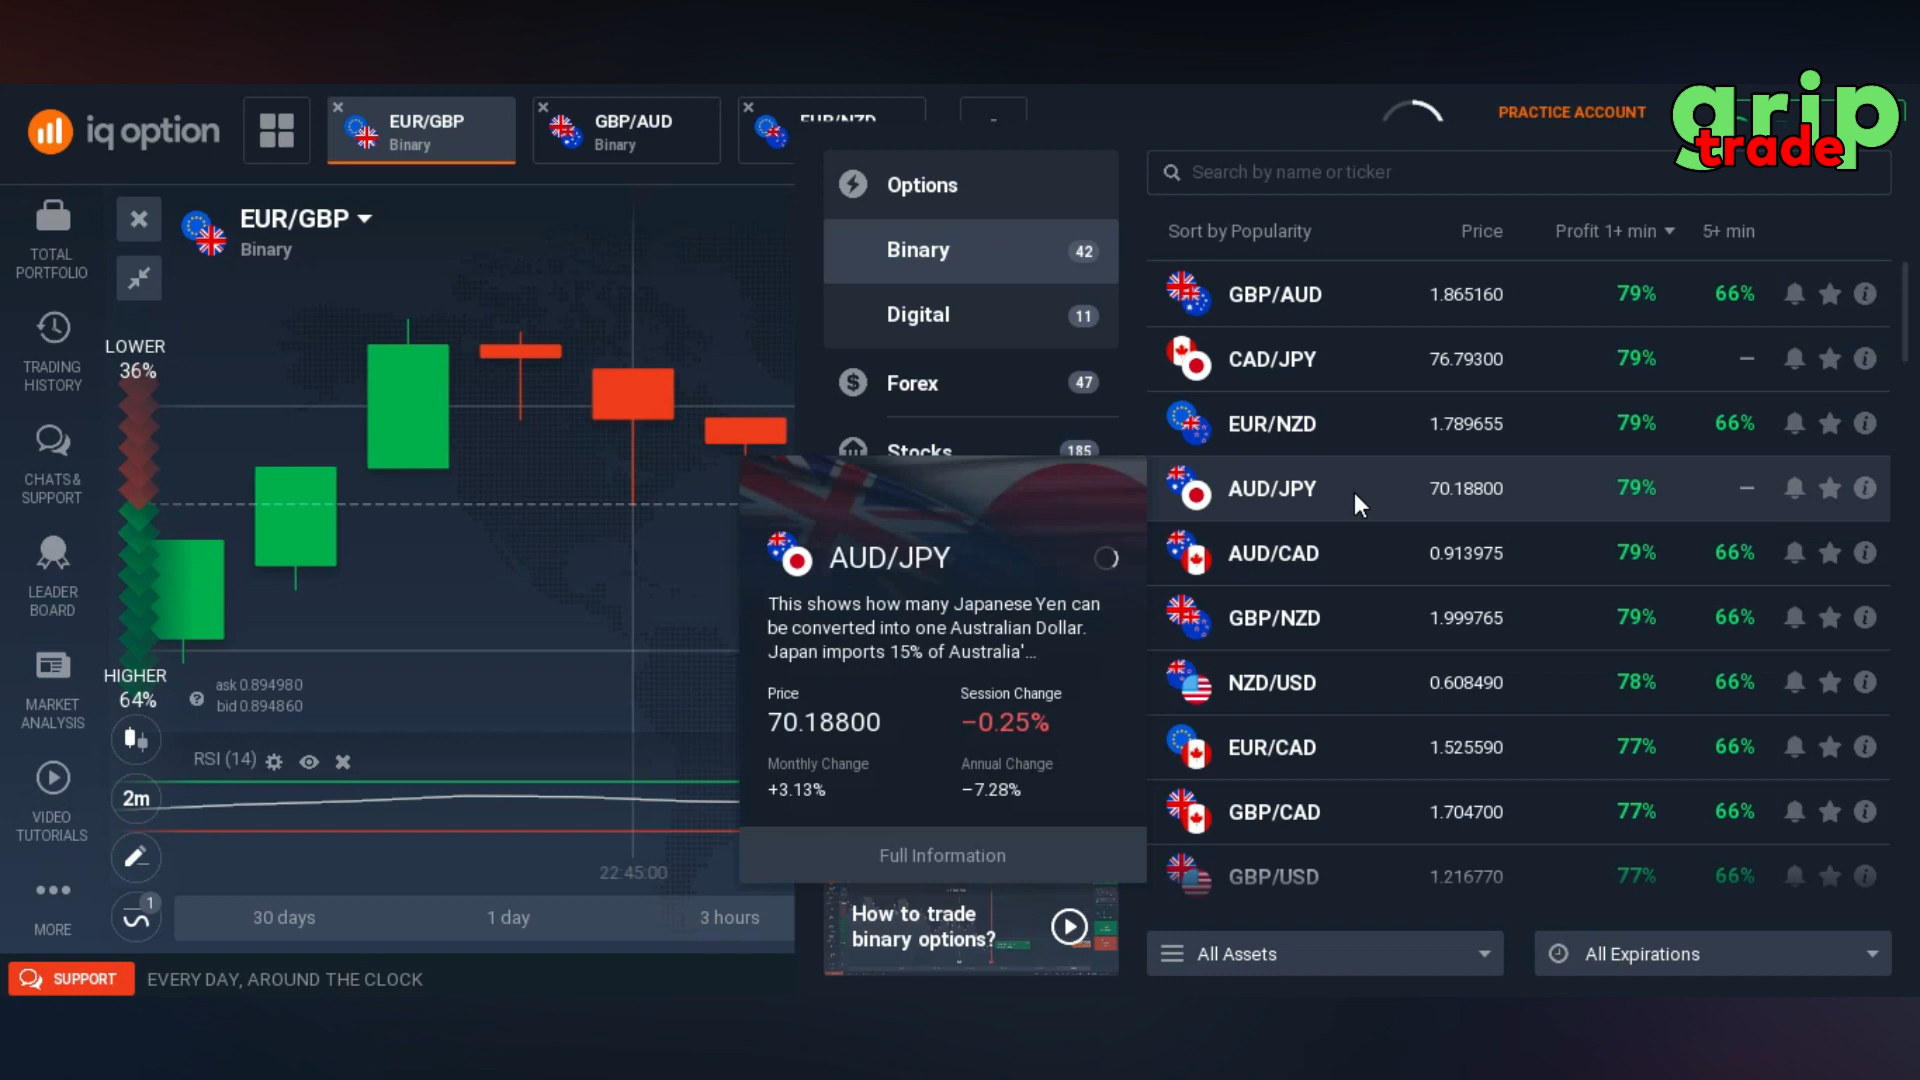 iq option
EUR/GBP
Binary
GBP/AUD
Binary
EUR/NZD
PRACTICE ACCOUNT
grip
trade
TOTAL
PORTFOLIO
TRADING
HISTORY
CHATS &
SUPPORT
LEADER
BOARD
MARKET
ANALYSIS
VIDEO
TUTORIALS
MORE
EUR/GBP
Binary
LOWER
36%
HIGHER
64%
ask 0.894980
bid 0.894860
RSI (14)
2m
1
22:45:00
30 days
1 day
3 hours
Options
Binary 42
Digital 11
Forex 47
Stocks 185
AUD/JPY
This shows how many Japanese Yen can
be converted into one Australian Dollar.
Japan imports 15% of Australia'...
Price Session Change
70.18800 −0.25%
Monthly Change Annual Change
+3.13% −7.28%
Full Information
How to trade
binary options?
Search by name or ticker
Sort by Popularity Price Profit 1+ min 5+ min
GBP/AUD 1.865160 79% 66%
CAD/JPY 76.79300 79% –
EUR/NZD 1.789655 79% 66%
AUD/JPY 70.18800 79% –
AUD/CAD 0.913975 79% 66%
GBP/NZD 1.999765 79% 66%
NZD/USD 0.608490 78% 66%
EUR/CAD 1.525590 77% 66%
GBP/CAD 1.704700 77% 66%
GBP/USD 1.216770 77% 66%
All Assets
All Expirations
SUPPORT EVERY DAY, AROUND THE CLOCK